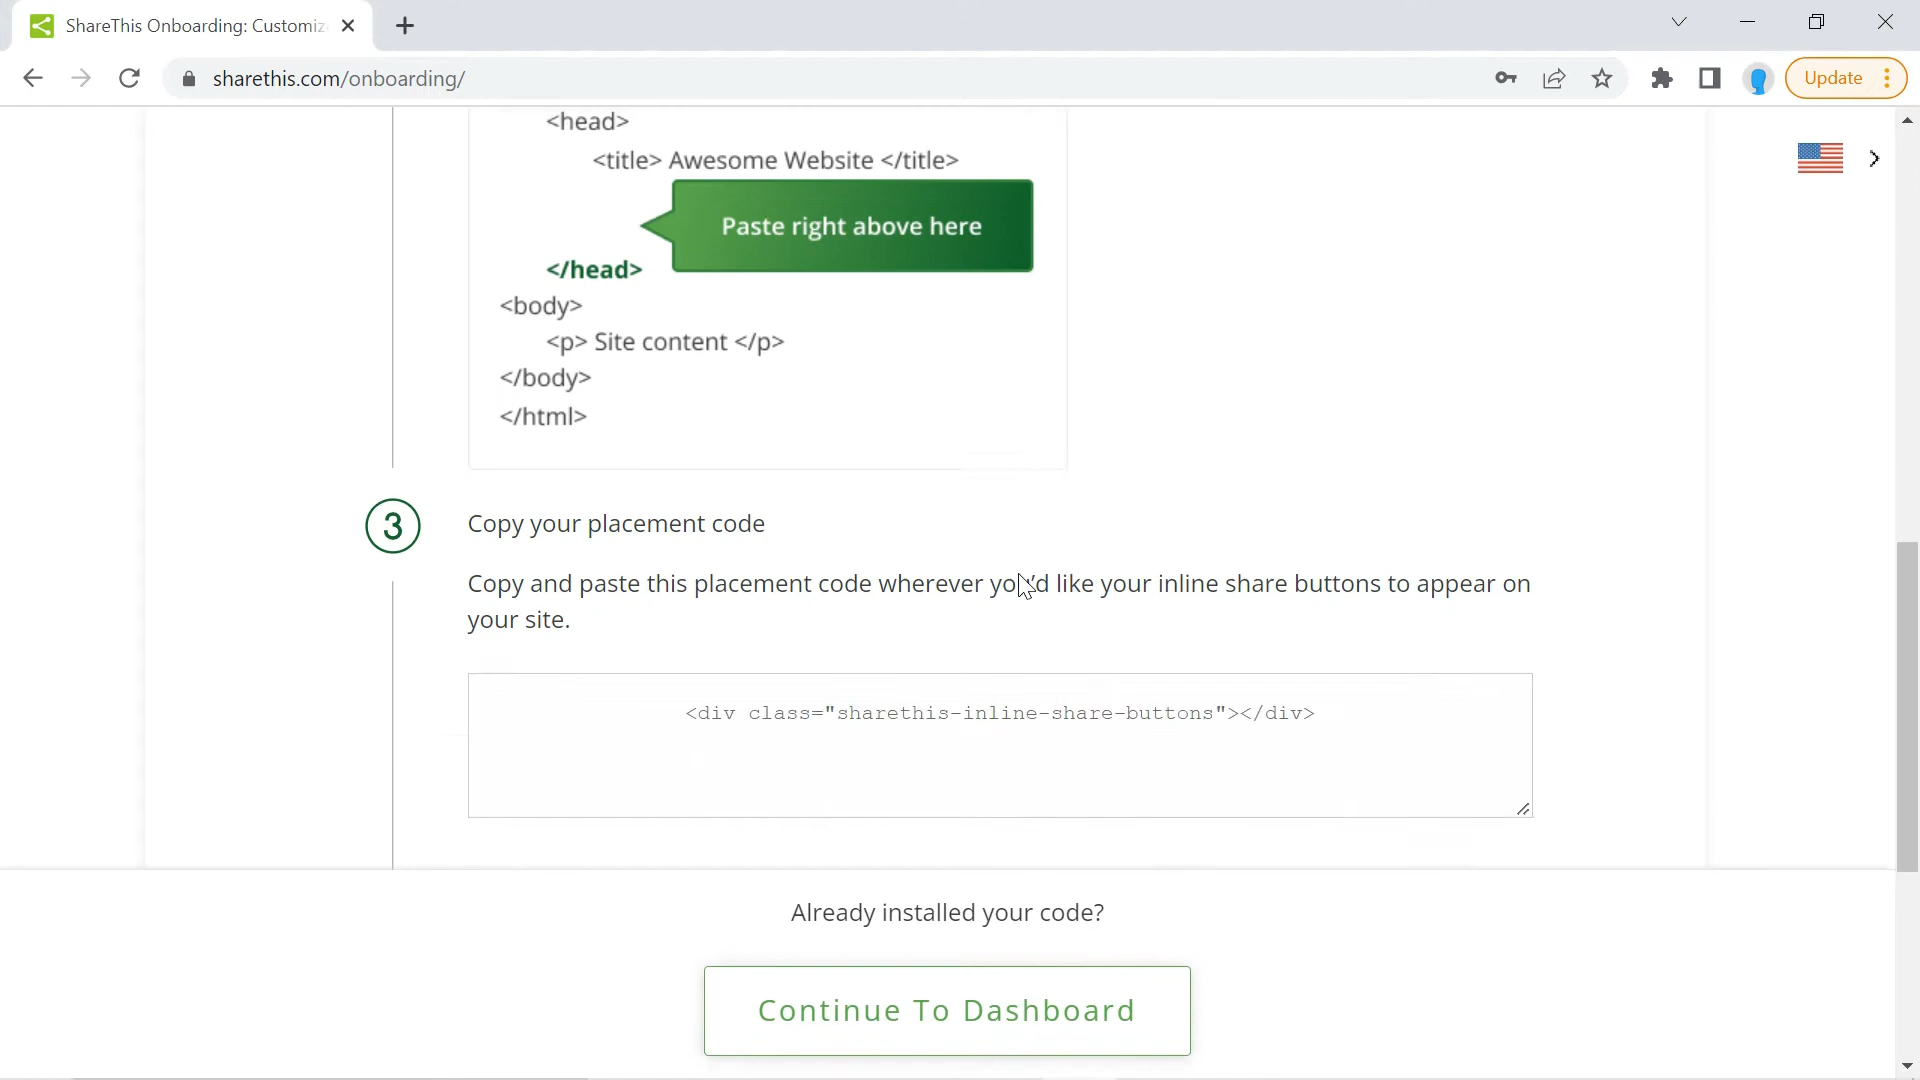 ShareThis Onboarding: Customiz
sharethis.com/onboarding/
Update
<head>
<title> Awesome Website </title>
Paste right above here
</head>
<body>
<p> Site content </p>
</body>
</html>
3
Copy your placement code
Copy and paste this placement code wherever you'd like your inline share buttons to appear on
your site.
<div class="sharethis-inline-share-buttons"></div>
Already installed your code?
Continue To Dashboard